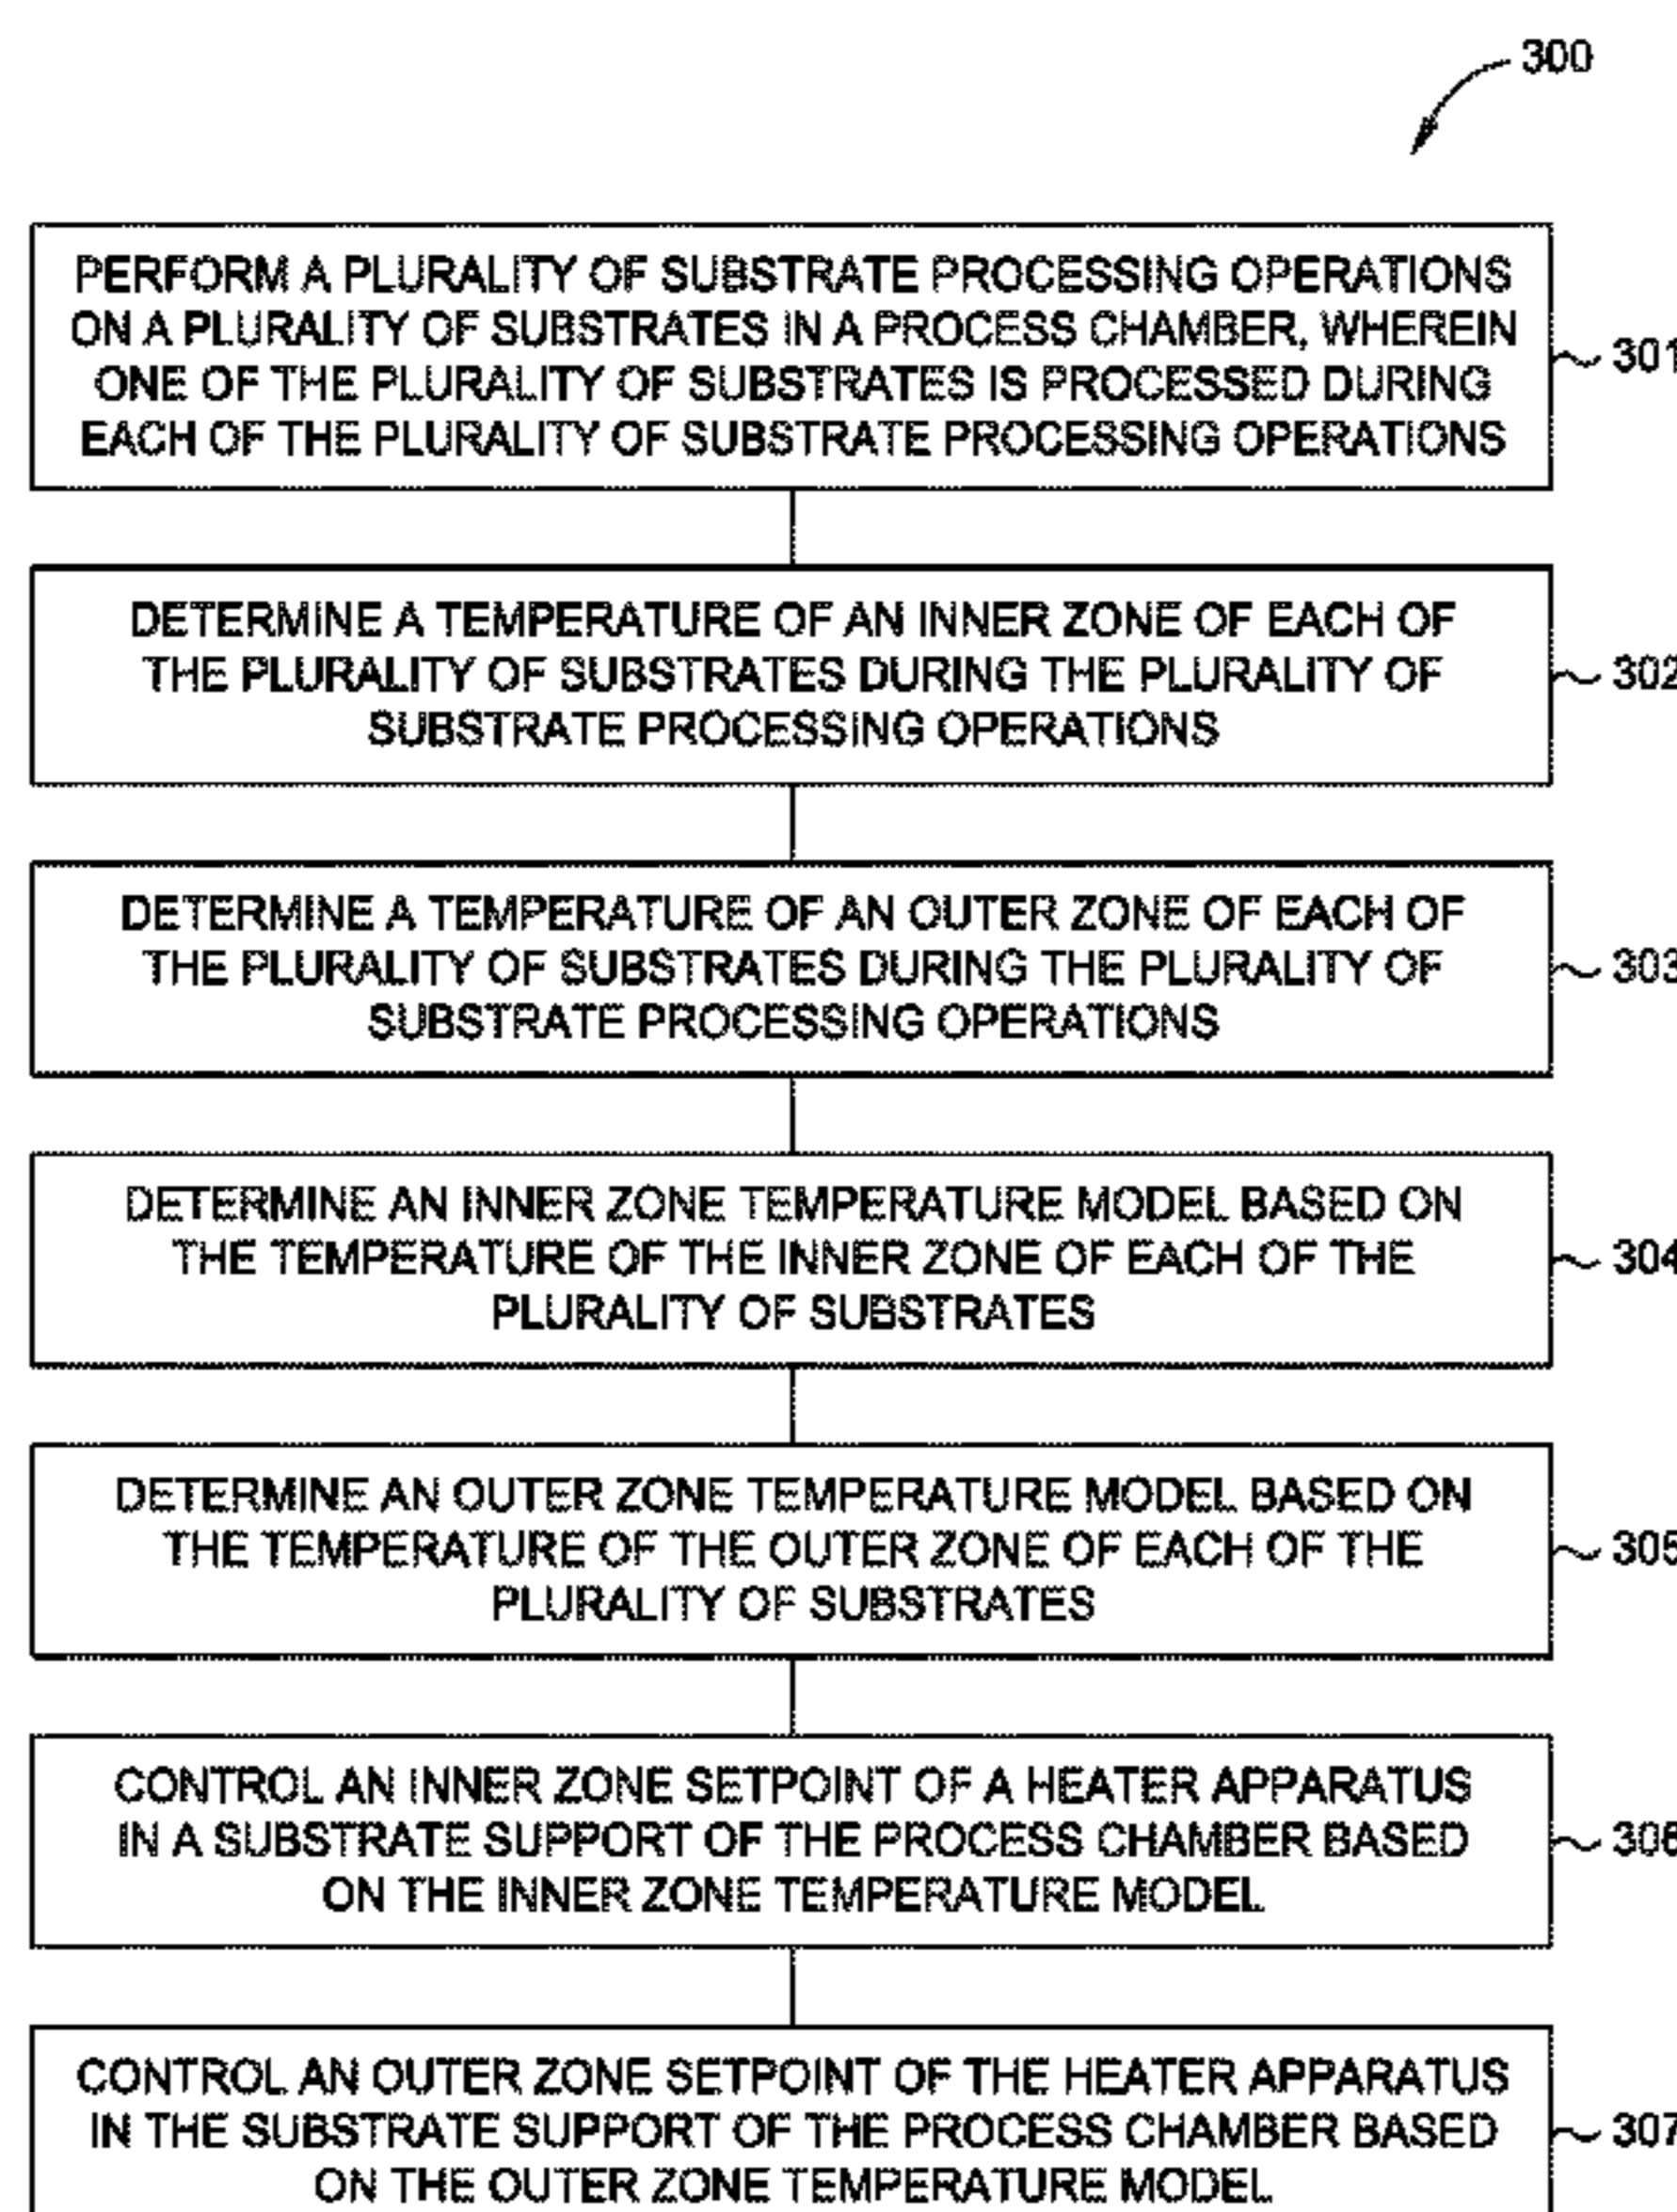 300
PERFORM A PLURALITY OF SUBSTRATE PROCESSING OPERATIONS
ON A PLURALITY OF SUBSTRATES IN A PROCESS CHAMBER, WHEREIN
ONE OF THE PLURALITY OF SUBSTRATES IS PROCESSED DURING
EACH OF THE PLURALITY OF SUBSTRATE PROCESSING OPERATIONS
301
DETERMINE A TEMPERATURE OF AN INNER ZONE OF EACH OF
THE PLURALITY OF SUBSTRATES DURING THE PLURALITY OF
SUBSTRATE PROCESSING OPERATIONS
302
DETERMINE A TEMPERATURE OF AN OUTER ZONE OF EACH OF
THE PLURALITY OF SUBSTRATES DURING THE PLURALITY OF
SUBSTRATE PROCESSING OPERATIONS
303
DETERMINE AN INNER ZONE TEMPERATURE MODEL BASED ON
THE TEMPERATURE OF THE INNER ZONE OF EACH OF THE
PLURALITY OF SUBSTRATES
304
DETERMINE AN OUTER ZONE TEMPERATURE MODEL BASED ON
THE TEMPERATURE OF THE OUTER ZONE OF EACH OF THE
PLURALITY OF SUBSTRATES
305
CONTROL AN INNER ZONE SETPOINT OF A HEATER APPARATUS
IN A SUBSTRATE SUPPORT OF THE PROCESS CHAMBER BASED
ON THE INNER ZONE TEMPERATURE MODEL
306
CONTROL AN OUTER ZONE SETPOINT OF THE HEATER APPARATUS
IN THE SUBSTRATE SUPPORT OF THE PROCESS CHAMBER BASED
ON THE OUTER ZONE TEMPERATURE MODEL
307